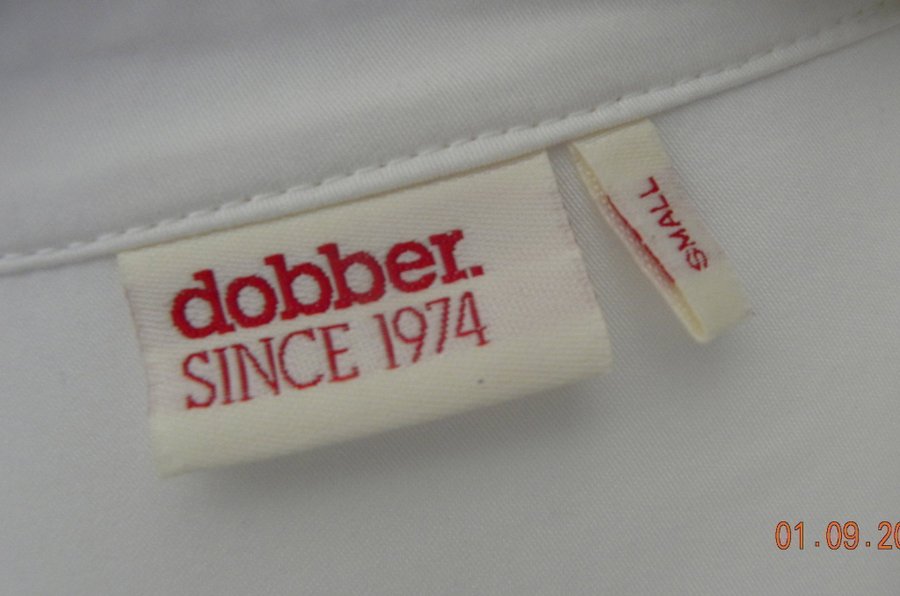 dobber.
SINCE 1974
SMALL
01.09.20